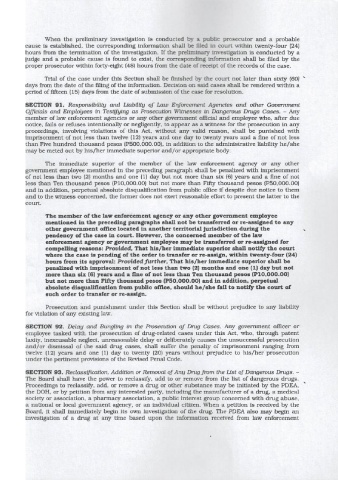 When the preliminary investigation is conducted by a public prosecutor and probable
cause is established, the corresponding information shall be filed in court within twenty-four (24)
hours from the termination of the investigation. If the preliminary investigation is conducted by a
judge and a probable cause is found to exist, the corresponding information shall be filed by the
proper prosecutor within forty-eight (48) hours from the date of receipt of the records of the case.
Trial of the case under this Section shall be finished by the court not later than sixty (60)
days from the date of the filing of the information. Decision on said cases shall be rendered within a
period of fifteen (15) days from the date of submission of the case for resolution.
SECTION 91. Responsibility and Liability of Law Enforcement Agencies and other Government
Officials and Employees in Testifying as Prosecution Witnesses in Dangerous Drugs Cases. – Any
member of law enforcement agencies or any other government official and employee who, after due
notice, fails or refuses intentionally or negligently, to appear as a witness for the prosecution in any
proceedings, involving violations of this Act, without any valid reason, shall be punished with
imprisonment of not less than twelve (12) years and one day to twenty years and a fine of not less
than Five hundred thousand pesos (P500,000.00), in addition to the administrative liability he/she
may be meted out by his/her immediate superior and/or appropriate body.
The immediate superior of the member of the law enforcement agency or any other
government employee mentioned in the preceding paragraph shall be penalized with imprisonment
of not less than two (2) months and one (1) day but not more than six (6) years and a fine of not
less than Ten thousand pesos (P10,000.00) but not more than Fifty thousand pesos (P50,000.00)
and in addition, perpetual absolute disqualification from public office if despite due notice to them
and to the witness concerned, the former does not exert reasonable effort to present the latter to the
court.
The member of the law enforcement agency or any other government employee
mentioned in the preceding paragraphs shall not be transferred or re-assigned to any
other government office located in another territorial jurisdiction during the
pendency of the case in court. However, the concerned member of the law
enforcement agency or government employee may be transferred or re-assigned for
compelling reasons: Provided, That his/her immediate superior shall notify the court
where the case is pending of the order to transfer or re-assign, within twenty-four (24)
hours from its approval: Provided further, That his/her immediate superior shall be
penalized with imprisonment of not less than two (2) months and one (1) day but not
more than six (6) years and a fine of not less than Ten thousand pesos (P10,000.00)
but not more than Fifty thousand pesos (P50,000.00) and in addition, perpetual
absolute disqualification from public office, should he/she fail to notify the court of
such order to transfer or re-assign.
Prosecution and punishment under this Section shall be without prejudice to any liability
for violation of any existing law.
SECTION 92. Delay and Bungling in the Prosecution of Drug Cases. Any government officer or
employee tasked with the prosecution of drug-related cases under this Act, who, through patent
laxity, inexcusable neglect, unreasonable delay or deliberately causes the unsuccessful prosecution
and/or dismissal of the said drug cases, shall suffer the penalty of imprisonment ranging from
twelve (12) years and one (1) day to twenty (20) years without prejudice to his/her prosecution
under the pertinent provisions of the Revised Penal Code.
SECTION 93. Reclassification, Addition or Removal of Any Drug from the List of Dangerous Drugs. –
The Board shall have the power to reclassify, add to or remove from the list of dangerous drugs.
Proceedings to reclassify, add, or remove a drug or other substance may be initiated by the PDEA,
the DOH, or by petition from any interested party, including the manufacturer of a drug, a medical
society or association, a pharmacy association, a public interest group concerned with drug abuse,
a national or local government agency, or an individual citizen. When a petition is received by the
Board, it shall immediately begin its own investigation of the drug. The PDEA also may begin an
investigation of a drug at any time based upon the information received from law enforcement